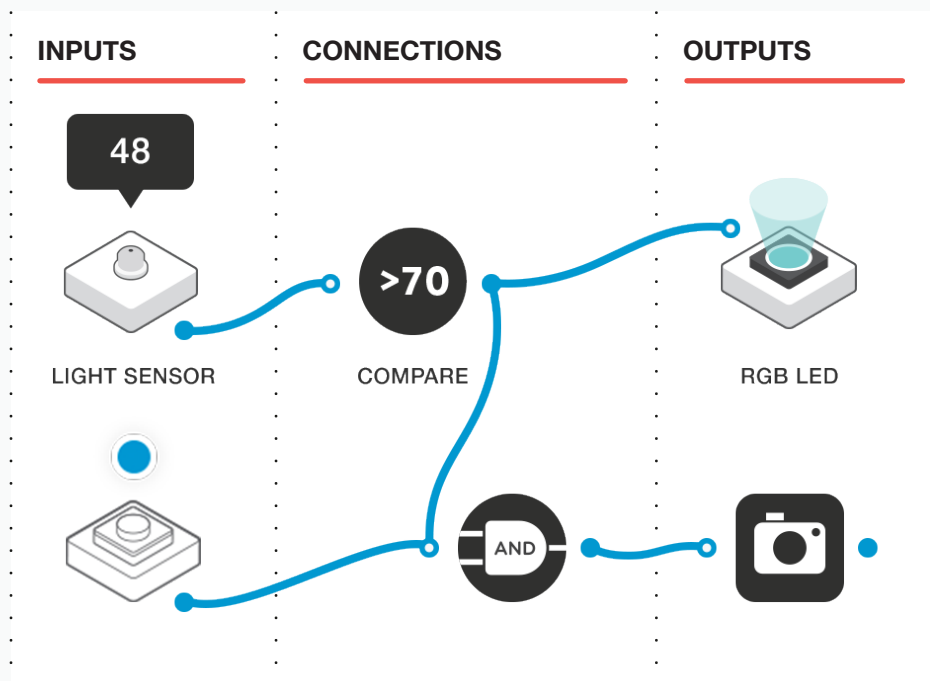 INPUTS
CONNECTIONS
OUTPUTS
48
>70
LIGHT SENSOR
COMPARE
RGB LED
AND